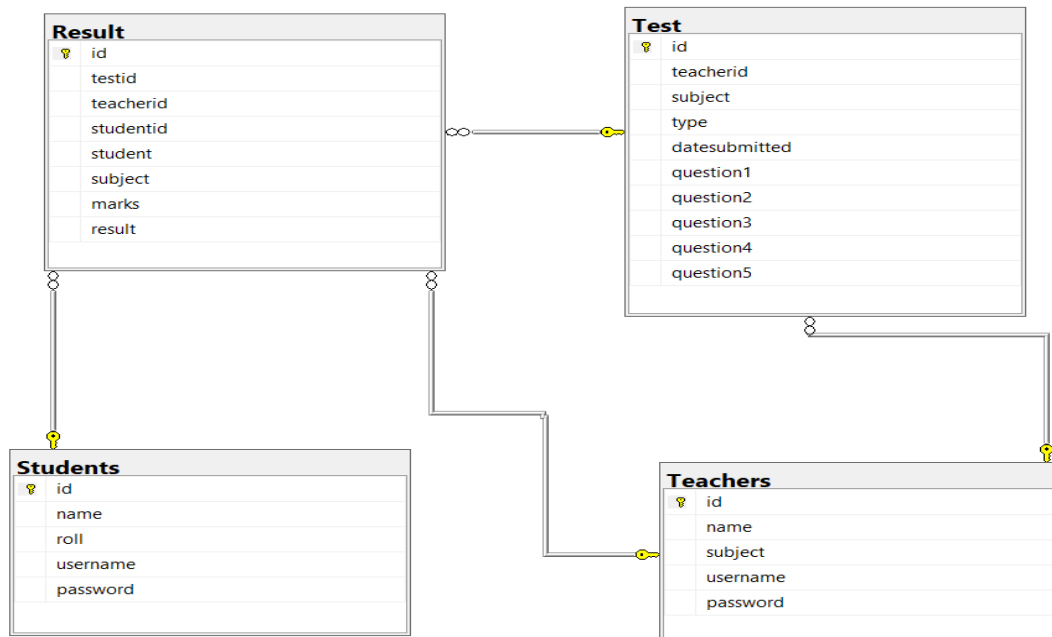 Result
id
testid
teacherid
studentid
student
subject
marks
result
Test
id
teacherid
subject
type
datesubmitted
question1
question2
question3
question4
question5
Students
id
name
roll
username
password
Teachers
id
name
subject
username
password